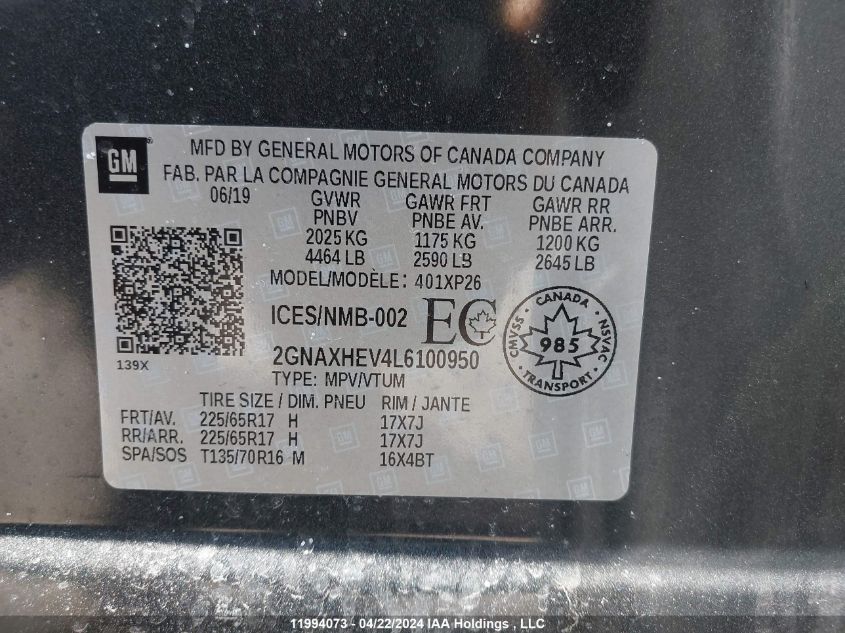 GM
MFD BY GENERAL MOTORS OF CANADA COMPANY
FAB. PAR LA COMPAGNIE GENERAL MOTORS DU CANADA
06/19 GVWR GAWR FRT GAWR RR
PNBV PNBE AV. PNBE ARR.
2025 KG 1175 KG 1200 KG
4464 LB 2590 LB 2645 LB
MODEL/MODÈLE: 401XP26
ICES/NMB-002 EC
CANADA
CMVSS 985 NSVAC
TRANSPORT
139X
2GNAXHEV4L6100950
TYPE: MPV/VTUM
TIRE SIZE / DIM. PNEU RIM / JANTE
FRT/AV. 225/65R17 H 17X7J
RR/ARR. 225/65R17 H 17X7J
SPA/SOS T135/70R16 M 16X4BT
11994073 - 04/22/2024 IAA Holdings , LLC